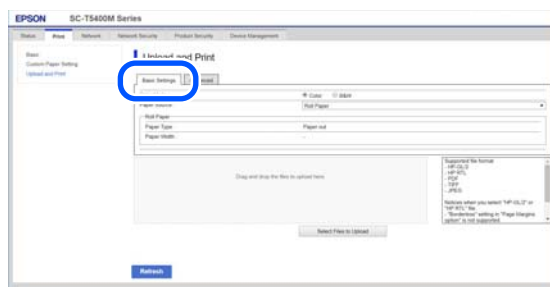 EPSON SC-T5400M Series
Status Print Network Network Security Product Security Device Management
Basic
Custom Paper Setting
Upload and Print
Upload and Print
Basic Settings
Color B&W
Paper Source Roll Paper
Roll Paper
Paper Type Paper out
Paper Width -
Drag and drop the files to upload here.
Supported file format
- HP-GL/2
- HP RTL
- PDF
- TIFF
- JPEG
Notices when you select "HP-GL/2" or
"HP RTL" file
- "Borderless" setting in "Page Margins
option" is not supported.
Select Files to Upload
Refresh